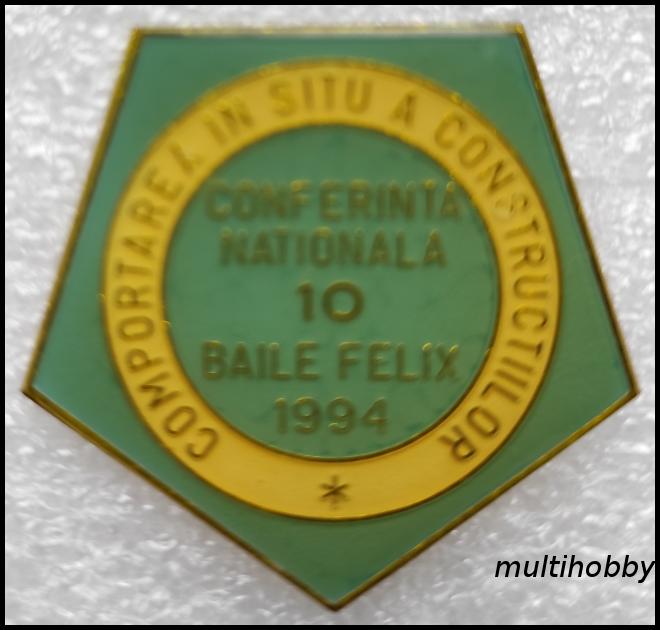 COMPORTAREA IN SITU A CONSTRUCTIILOR
CONFERINTA
NATIONALA
10
BAILE FELIX
1994
*
multihobby